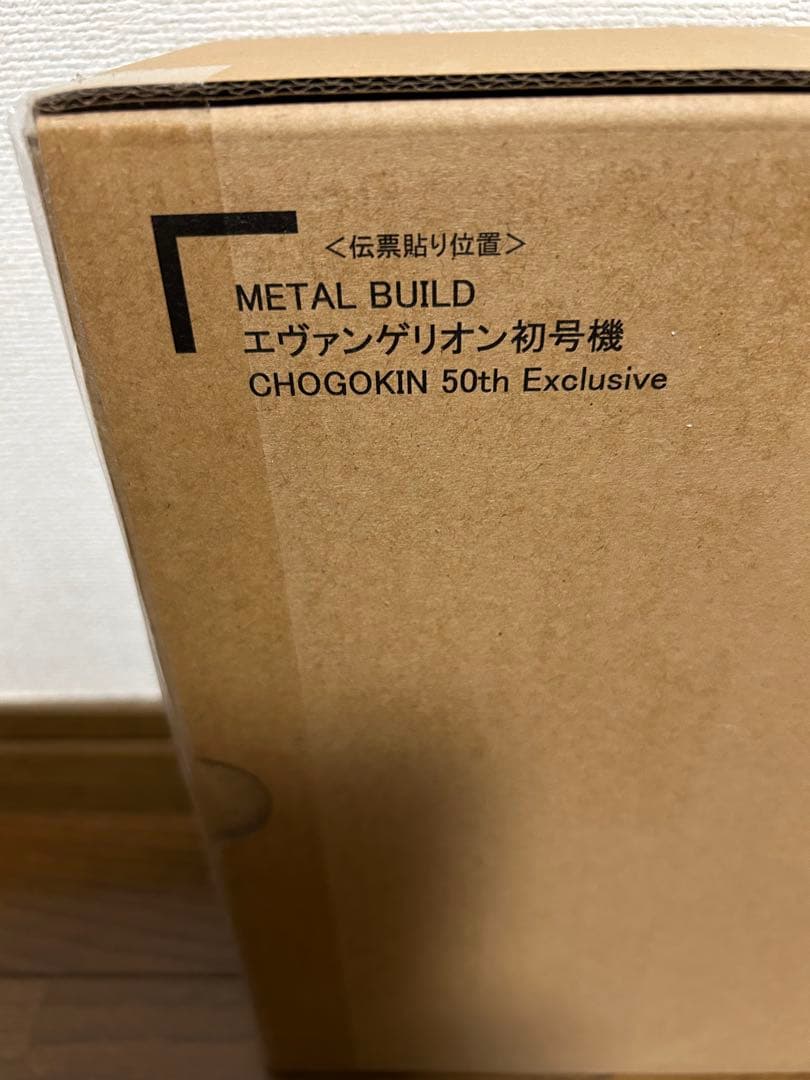 ＜伝票貼り位置＞
METAL BUILD
エヴァンゲリオン初号機
CHOGOKIN 50th Exclusive